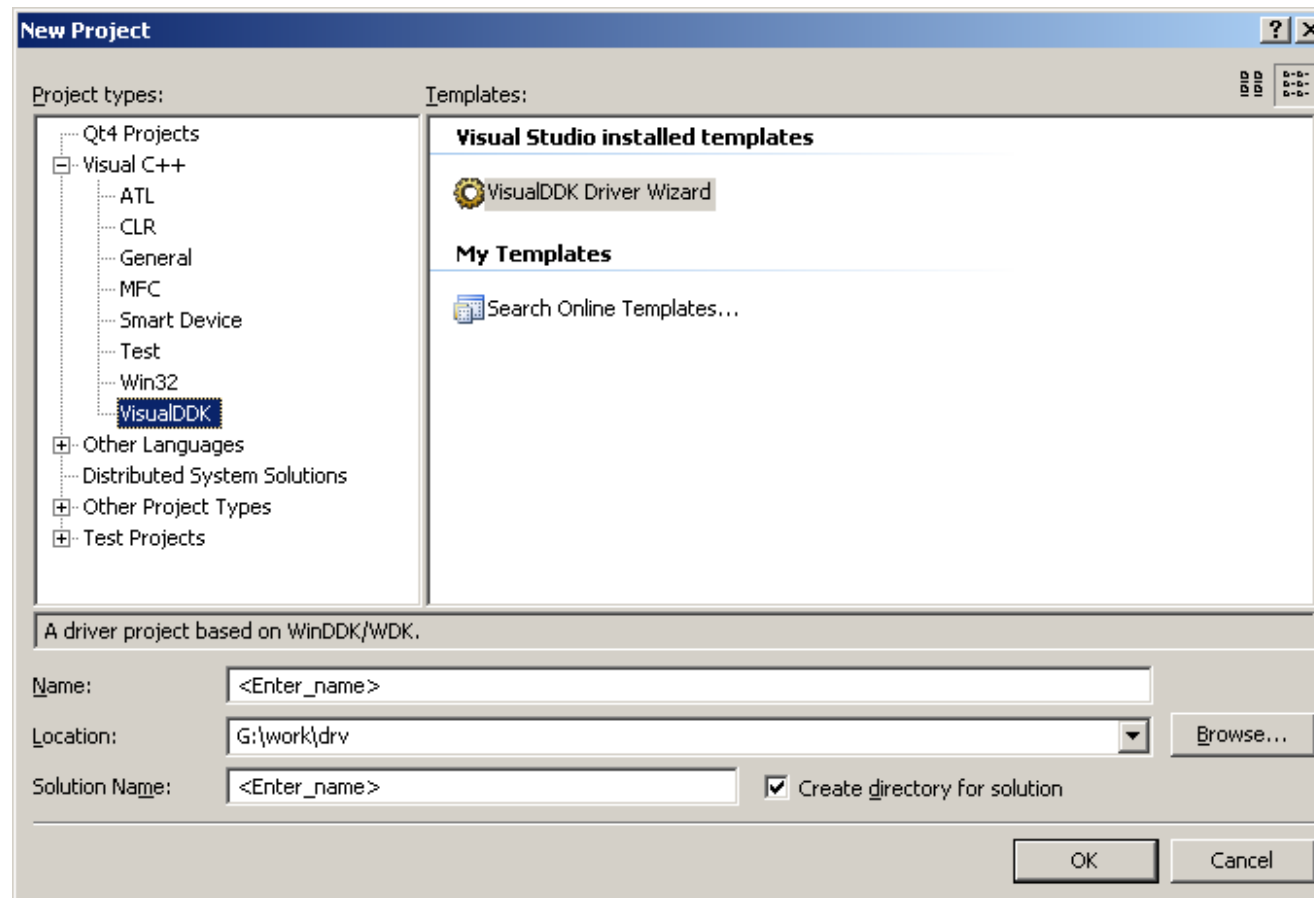 New Project
Project types:
Templates:
Qt4 Projects
Visual C++
ATL
CLR
General
MFC
Smart Device
Test
Win32
VisualDDK
Other Languages
Distributed System Solutions
Other Project Types
Test Projects
Visual Studio installed templates
VisualDDK Driver Wizard
My Templates
Search Online Templates...
A driver project based on WinDDK/WDK.
Name:
<Enter_name>
Location:
G:\work\drv
Browse...
Solution Name:
<Enter_name>
Create directory for solution
OK
Cancel